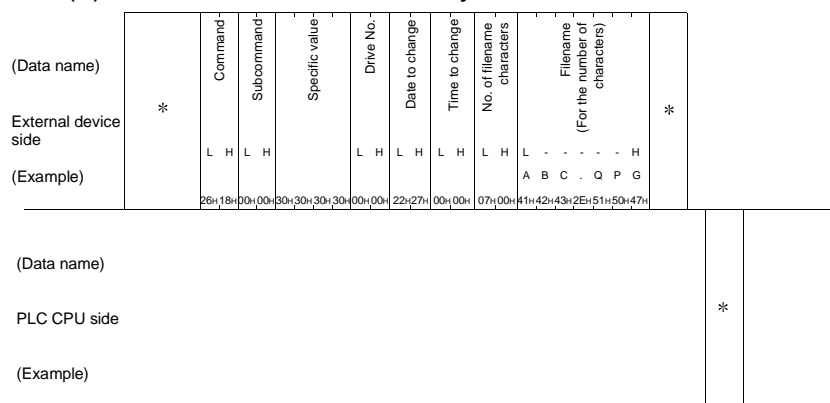 Command
Subcommand
Specific value
Drive No.
Date to change
Time to change
No. of filename
characters
Filename
(For the number of
characters)
(Data name)
*
*
External device
side
L H L H L H L H L H L H L - - - - - H
(Example)
A B C . Q P G
26H 18H 00H 00H 30H 30H 30H 30H 00H 00H 22H 27H 00H 00H 07H 00H 41H 42H 43H 2EH 51H 50H 47H
(Data name)
*
PLC CPU side
(Example)